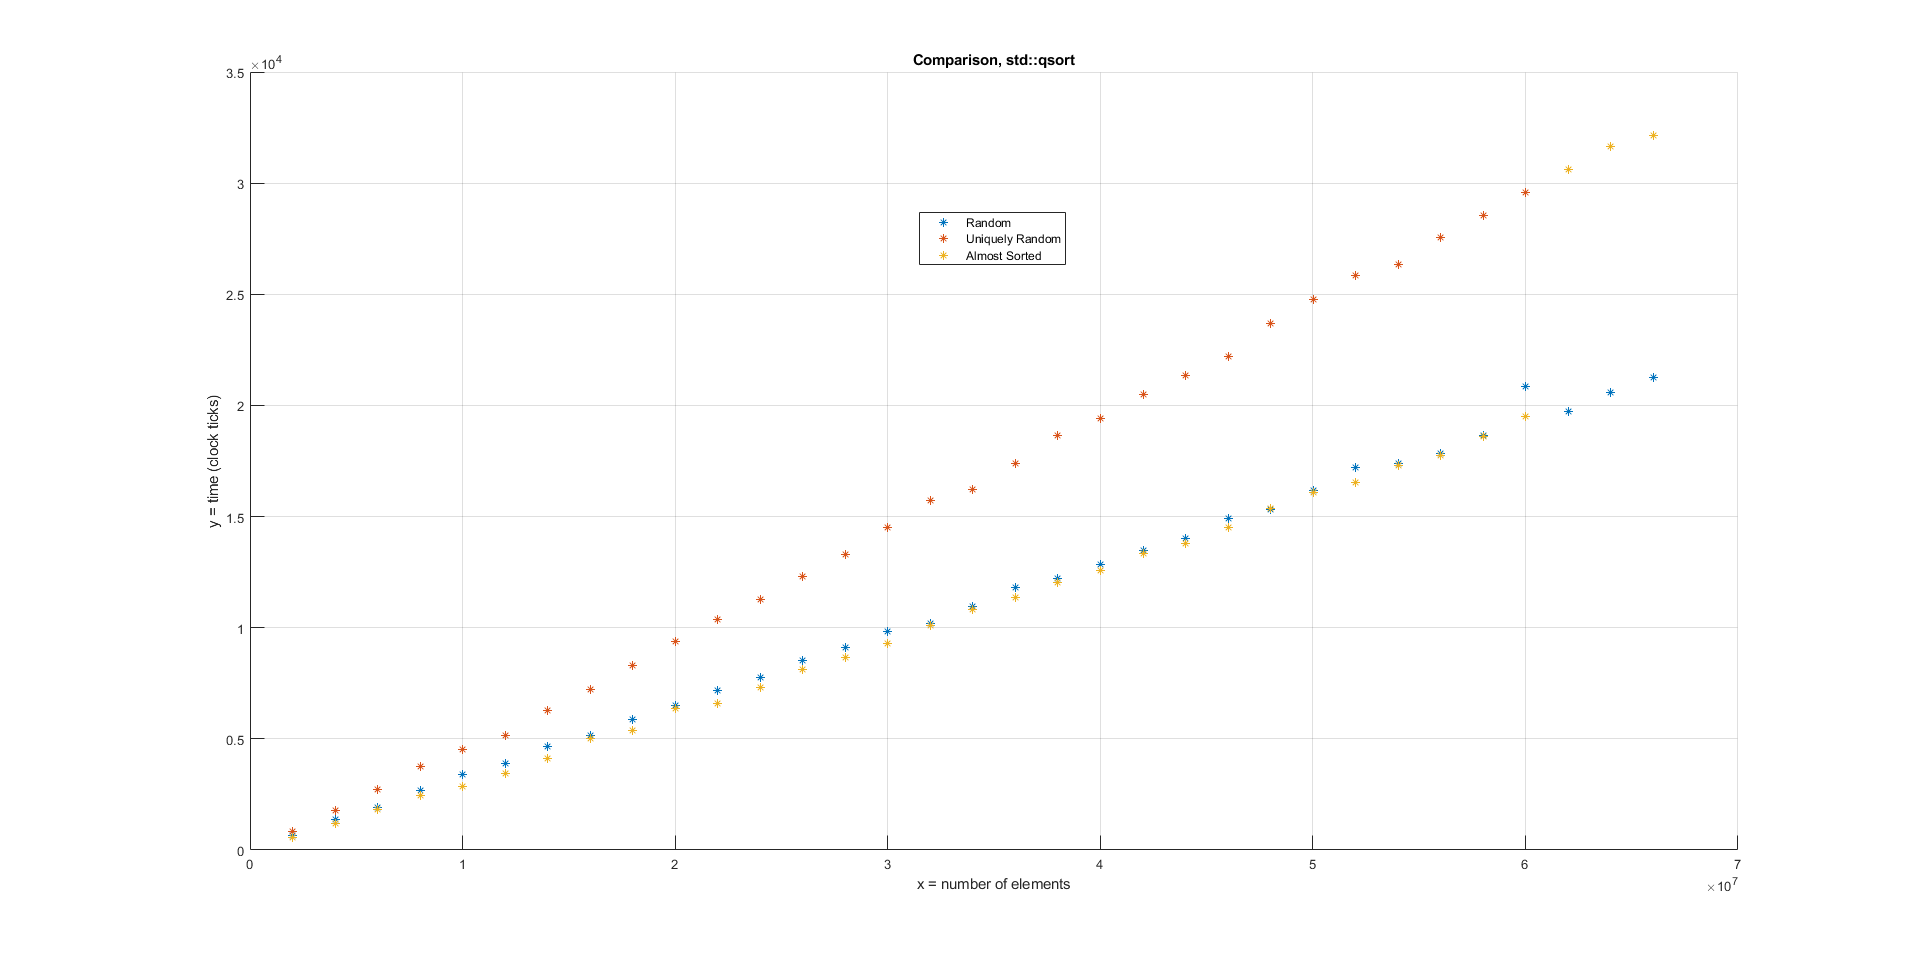 Comparison, std::qsort
×10^4
3.5
3
2.5
2
1.5
1
0.5
0
y = time (clock ticks)
Random
Uniquely Random
Almost Sorted
0 1 2 3 4 5 6 7
x = number of elements
×10^7